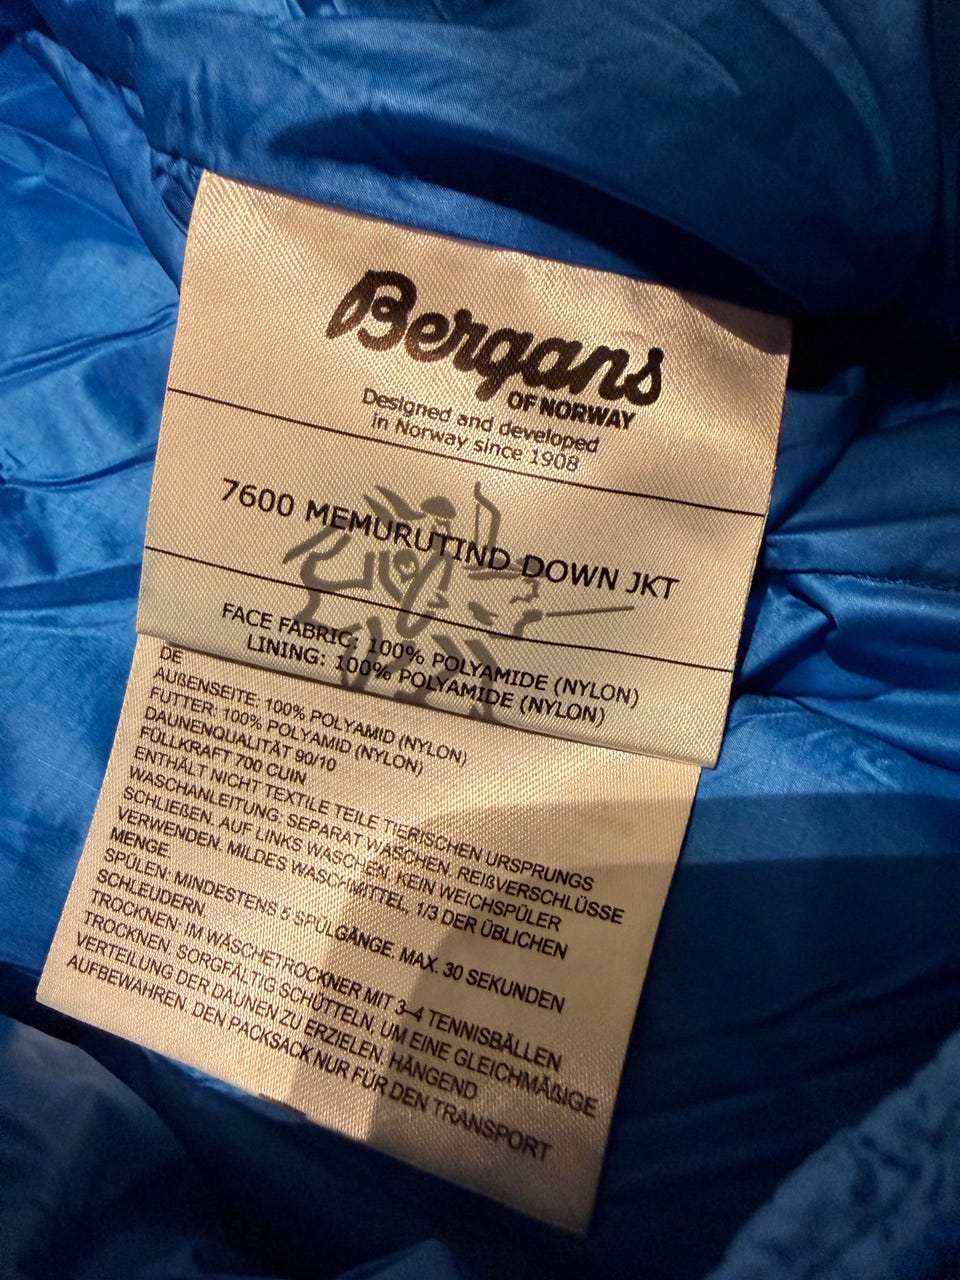 Bergans
OF NORWAY
Designed and developed
in Norway since 1908
7600 MEMURUTIND DOWN JKT
FACE FABRIC: 100% POLYAMIDE (NYLON)
LINING: 100% POLYAMIDE (NYLON)
DE
AUßENSEITE: 100% POLYAMID (NYLON)
FUTTER: 100% POLYAMID (NYLON)
DAUNENQUALITÄT 90/10
FÜLLKRAFT 700 CUIN
ENTHÄLT NICHT TEXTILE TEILE TIERISCHEN URSPRUNGS
WASCHANLEITUNG: SEPARAT WASCHEN. REIßVERSCHLÜSSE
SCHLIEßEN. AUF LINKS WASCHEN. KEIN WEICHSPÜLER
VERWENDEN. MILDES WASCHMITTEL, 1/3 DER ÜBLICHEN
MENGE.
SPÜLEN: MINDESTENS 5 SPÜLGÄNGE. MAX. 30 SEKUNDEN
SCHLEUDERN.
TROCKNEN: IM WÄSCHETROCKNER MIT 3–4 TENNISBÄLLEN
TROCKNEN. SORGFÄLTIG SCHÜTTELN, UM EINE GLEICHMÄßIGE
VERTEILUNG DER DAUNEN ZU ERZIELEN. HÄNGEND
AUFBEWAHREN, DEN PACKSACK NUR FÜR DEN TRANSPORT